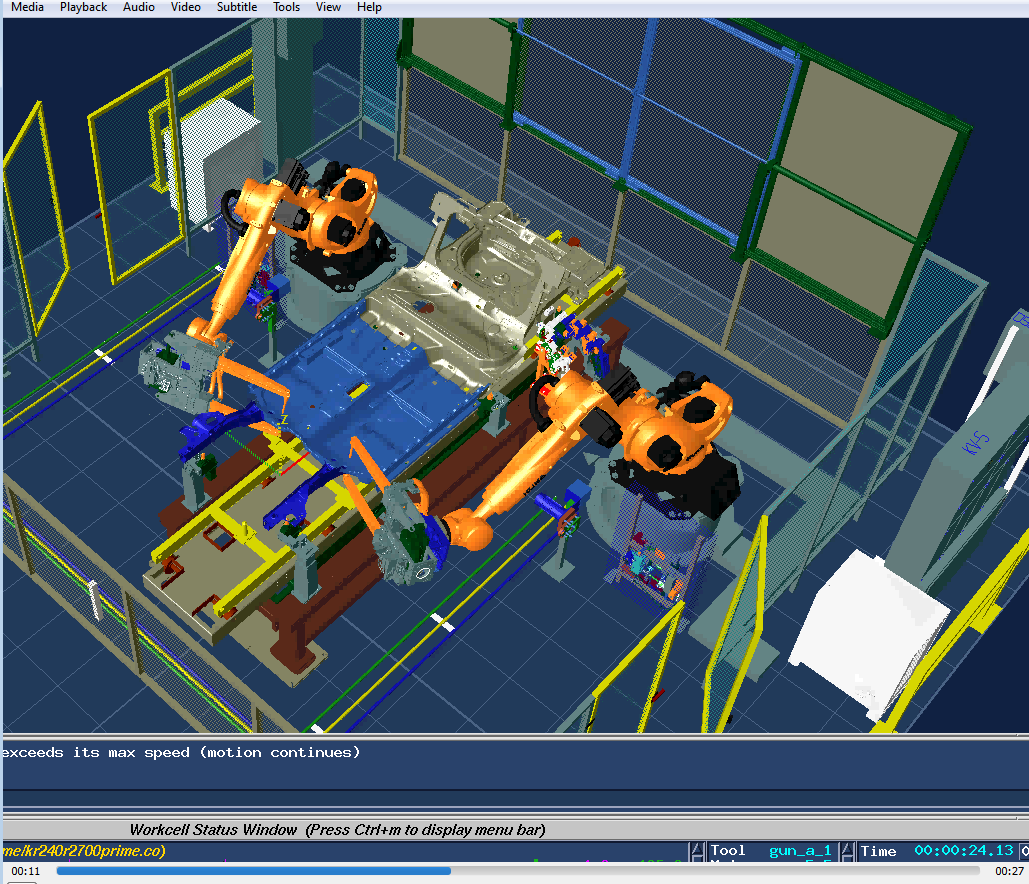 Media Playback Audio Video Subtitle Tools View Help
Z
exceeds its max speed (motion continues)
Workcell Status Window (Press Ctrl+m to display menu bar)
me/kr240r2700prime.co)
Tool gun_a_1 Time 00:00:24.13
00:11 00:27